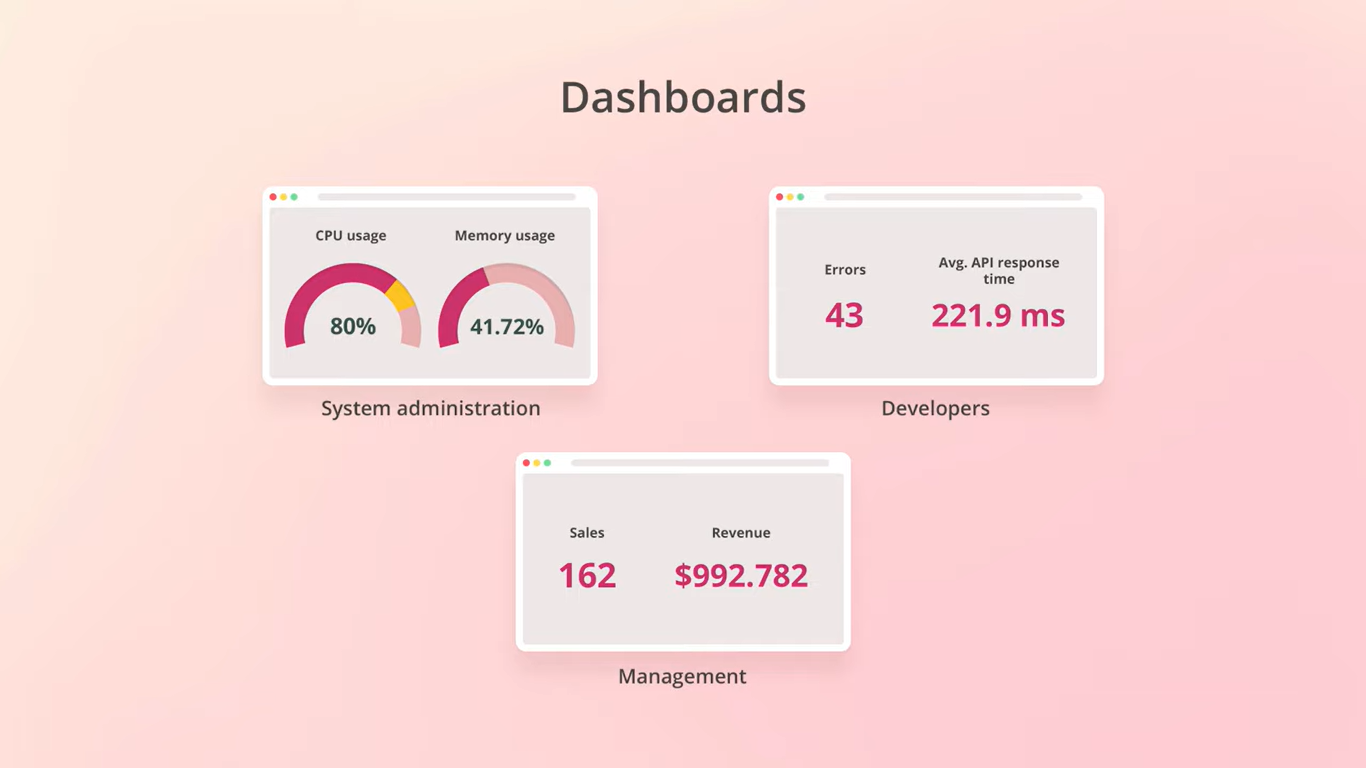 Dashboards
CPU usage
Memory usage
80%
41.72%
System administration
Errors
Avg. API response
time
43
221.9 ms
Developers
Sales
Revenue
162
$992.782
Management